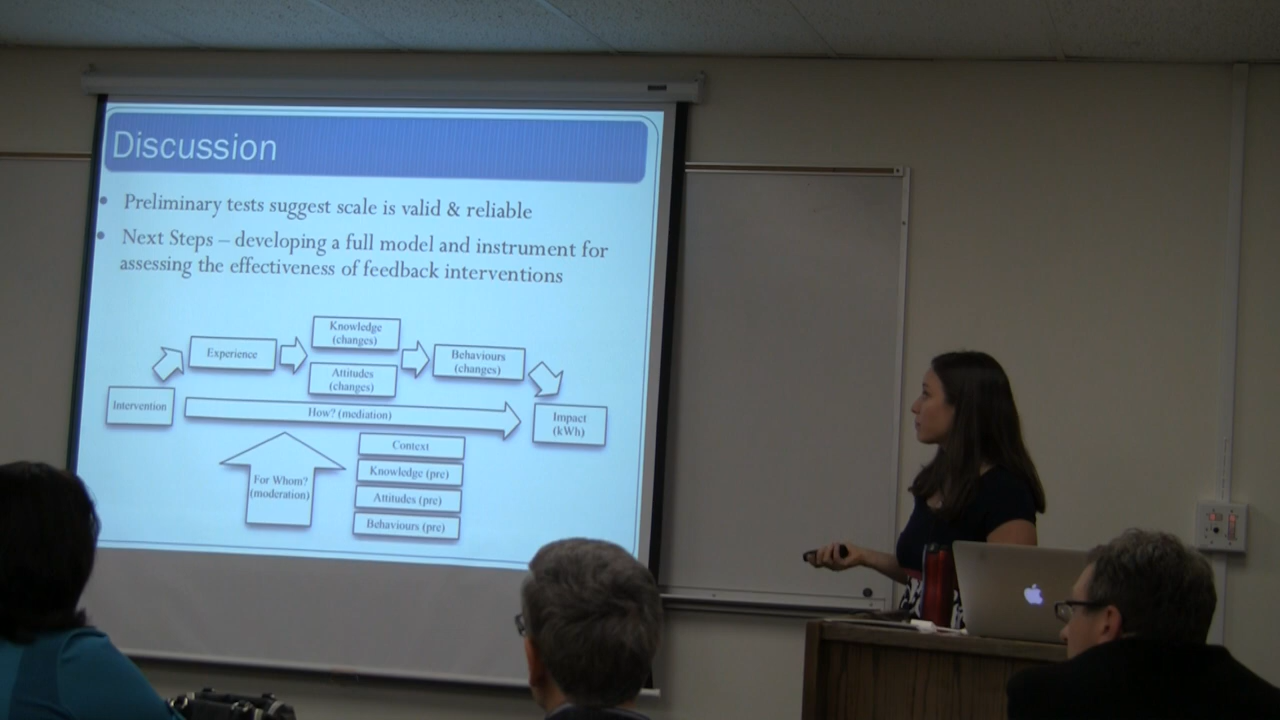 Discussion
• Preliminary tests suggest scale is valid & reliable
• Next Steps – developing a full model and instrument for
assessing the effectiveness of feedback interventions
Intervention
Experience
Knowledge
(changes)
Attitudes
(changes)
Behaviours
(changes)
Impact
(kWh)
How? (mediation)
For Whom?
(moderation)
Context
Knowledge (pre)
Attitudes (pre)
Behaviours (pre)